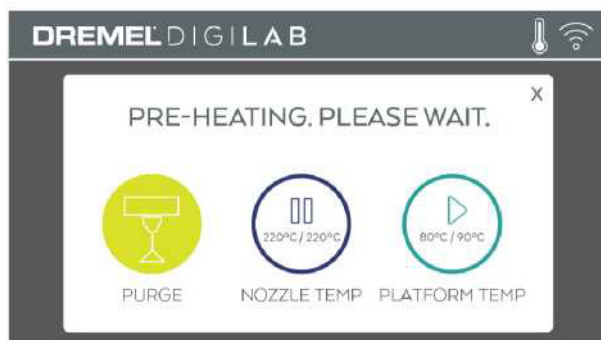 DREMEL DIGILAB
X
PRE-HEATING. PLEASE WAIT.
220°C / 220°C
80°C / 90°C
PURGE
NOZZLE TEMP
PLATFORM TEMP